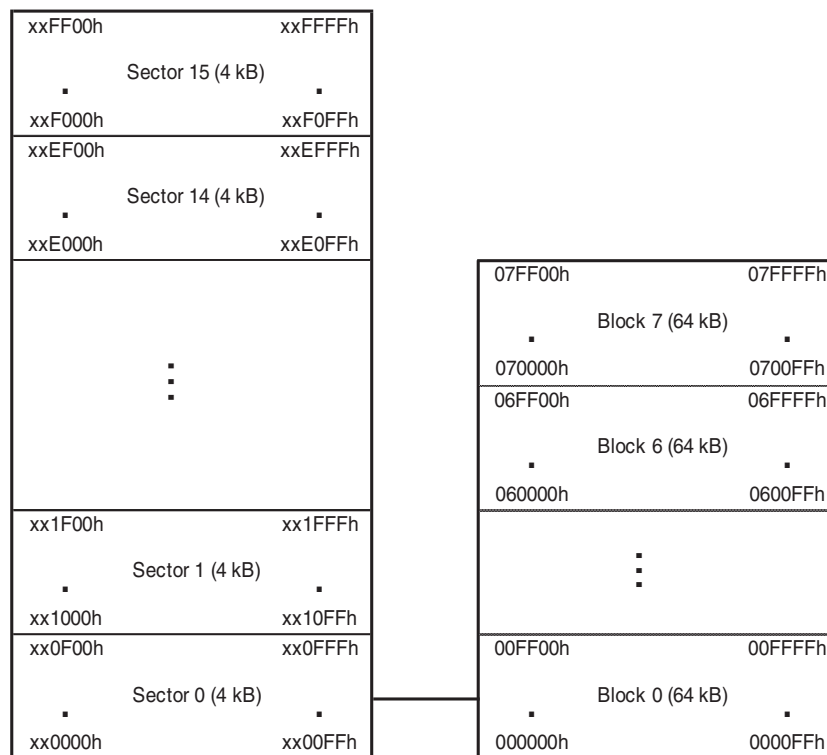 xxFF00h xxFFFFh
Sector 15 (4 kB)
xxF000h xxF0FFh
xxEF00h xxEFFFh
Sector 14 (4 kB)
xxE000h xxE0FFh
xx1F00h xx1FFFh
Sector 1 (4 kB)
xx1000h xx10FFh
xx0F00h xx0FFFh
Sector 0 (4 kB)
xx0000h xx00FFh
07FF00h 07FFFFh
Block 7 (64 kB)
070000h 0700FFh
06FF00h 06FFFFh
Block 6 (64 kB)
060000h 0600FFh
00FF00h 00FFFFh
Block 0 (64 kB)
000000h 0000FFh